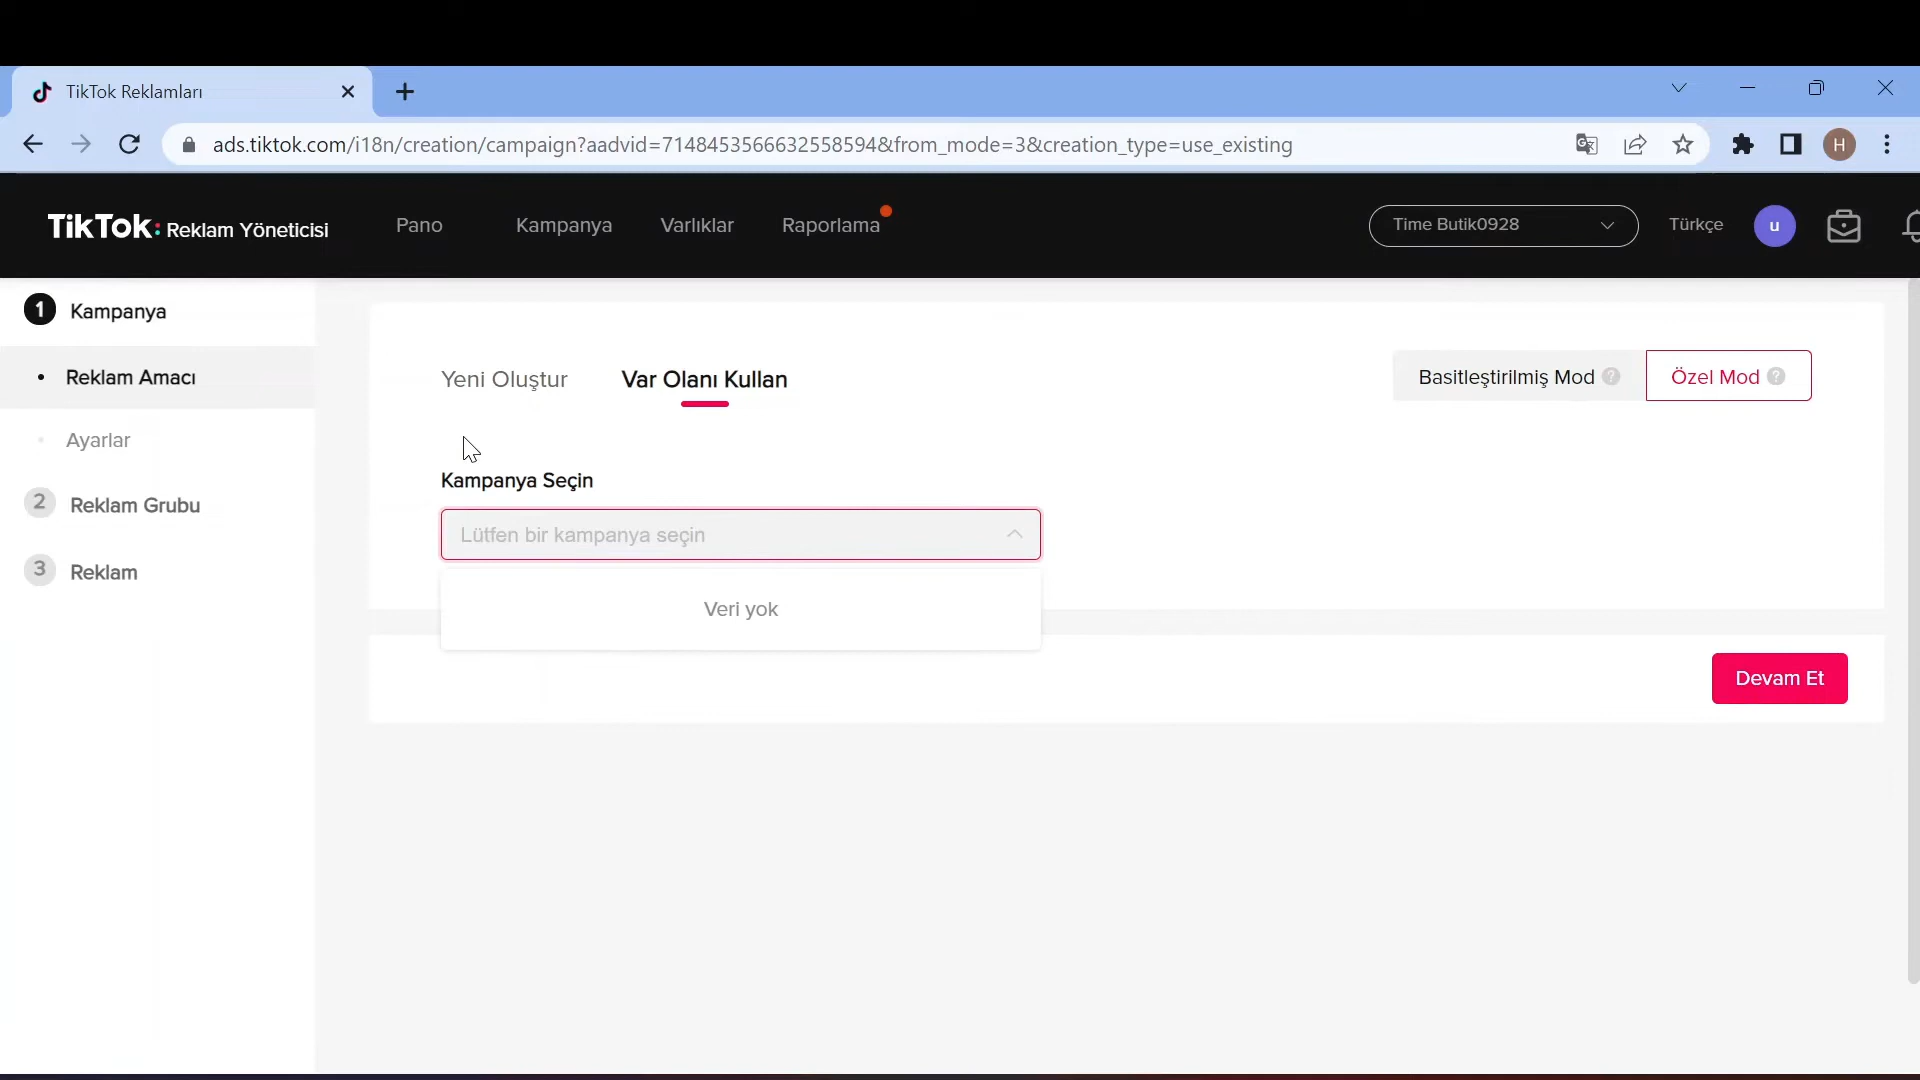 TikTok Reklamları
ads.tiktok.com/i18n/creation/campaign?aadvid=7148453566632558594&from_mode=3&creation_type=use_existing
H
TikTok: Reklam Yöneticisi
Pano
Kampanya
Varlıklar
Raporlama
Time Butik0928
Türkçe
u
1 Kampanya
• Reklam Amacı
Ayarlar
2 Reklam Grubu
3 Reklam
Yeni Oluştur
Var Olanı Kullan
Basitleştirilmiş Mod ?
Özel Mod ?
Kampanya Seçin
Lütfen bir kampanya seçin
Veri yok
Devam Et